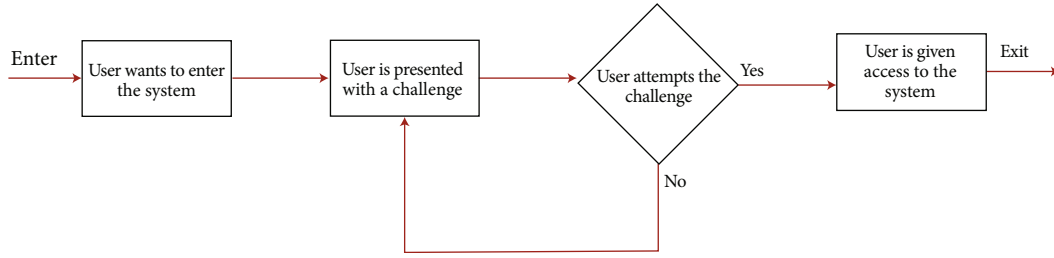 Enter
User wants to enter
the system
User is presented
with a challenge
User attempts the
challenge
Yes
No
User is given
access to the
system
Exit